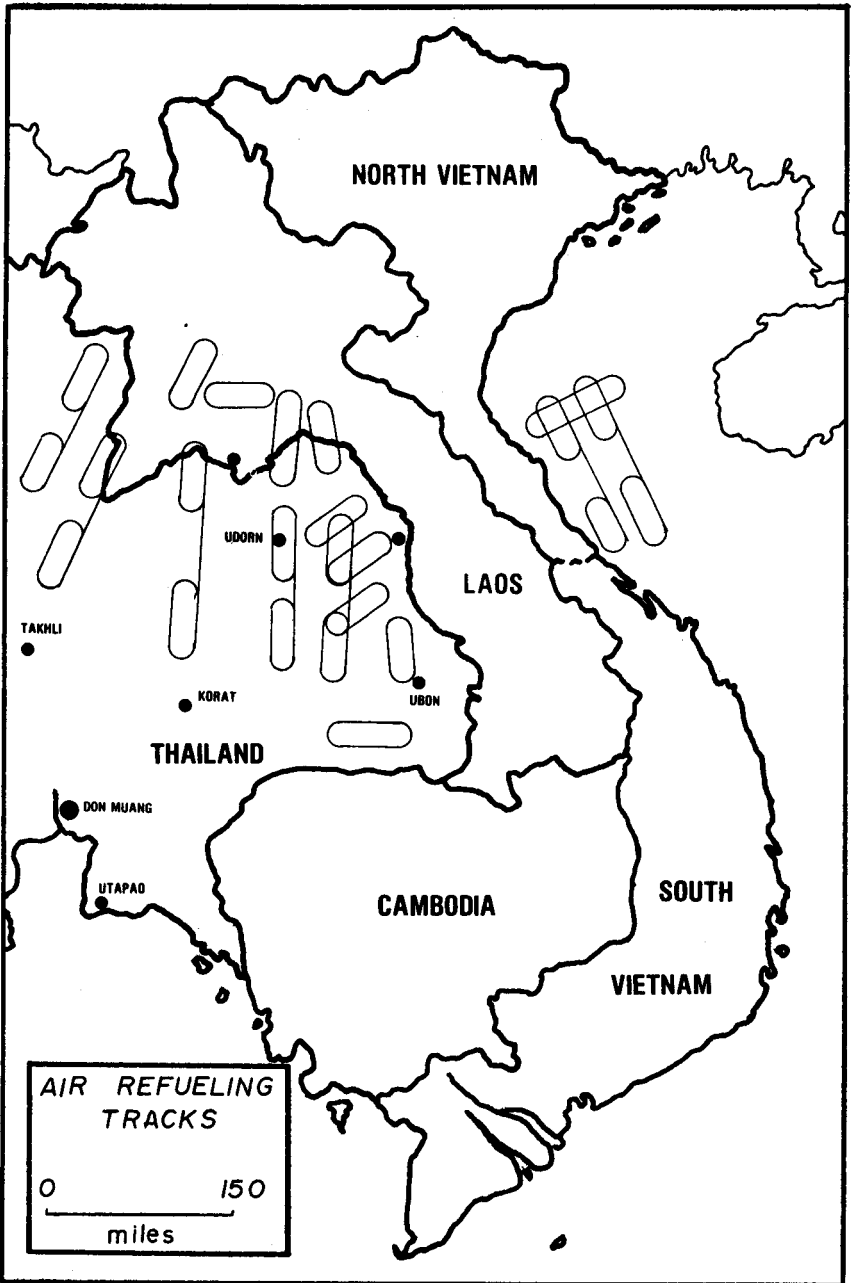 NORTH VIETNAM
UDORN
LAOS
TAKHLI
KORAT
UBON
THAILAND
DON MUANG
UTAPAO
CAMBODIA
SOUTH
VIETNAM
AIR REFUELING
TRACKS
0 150
miles